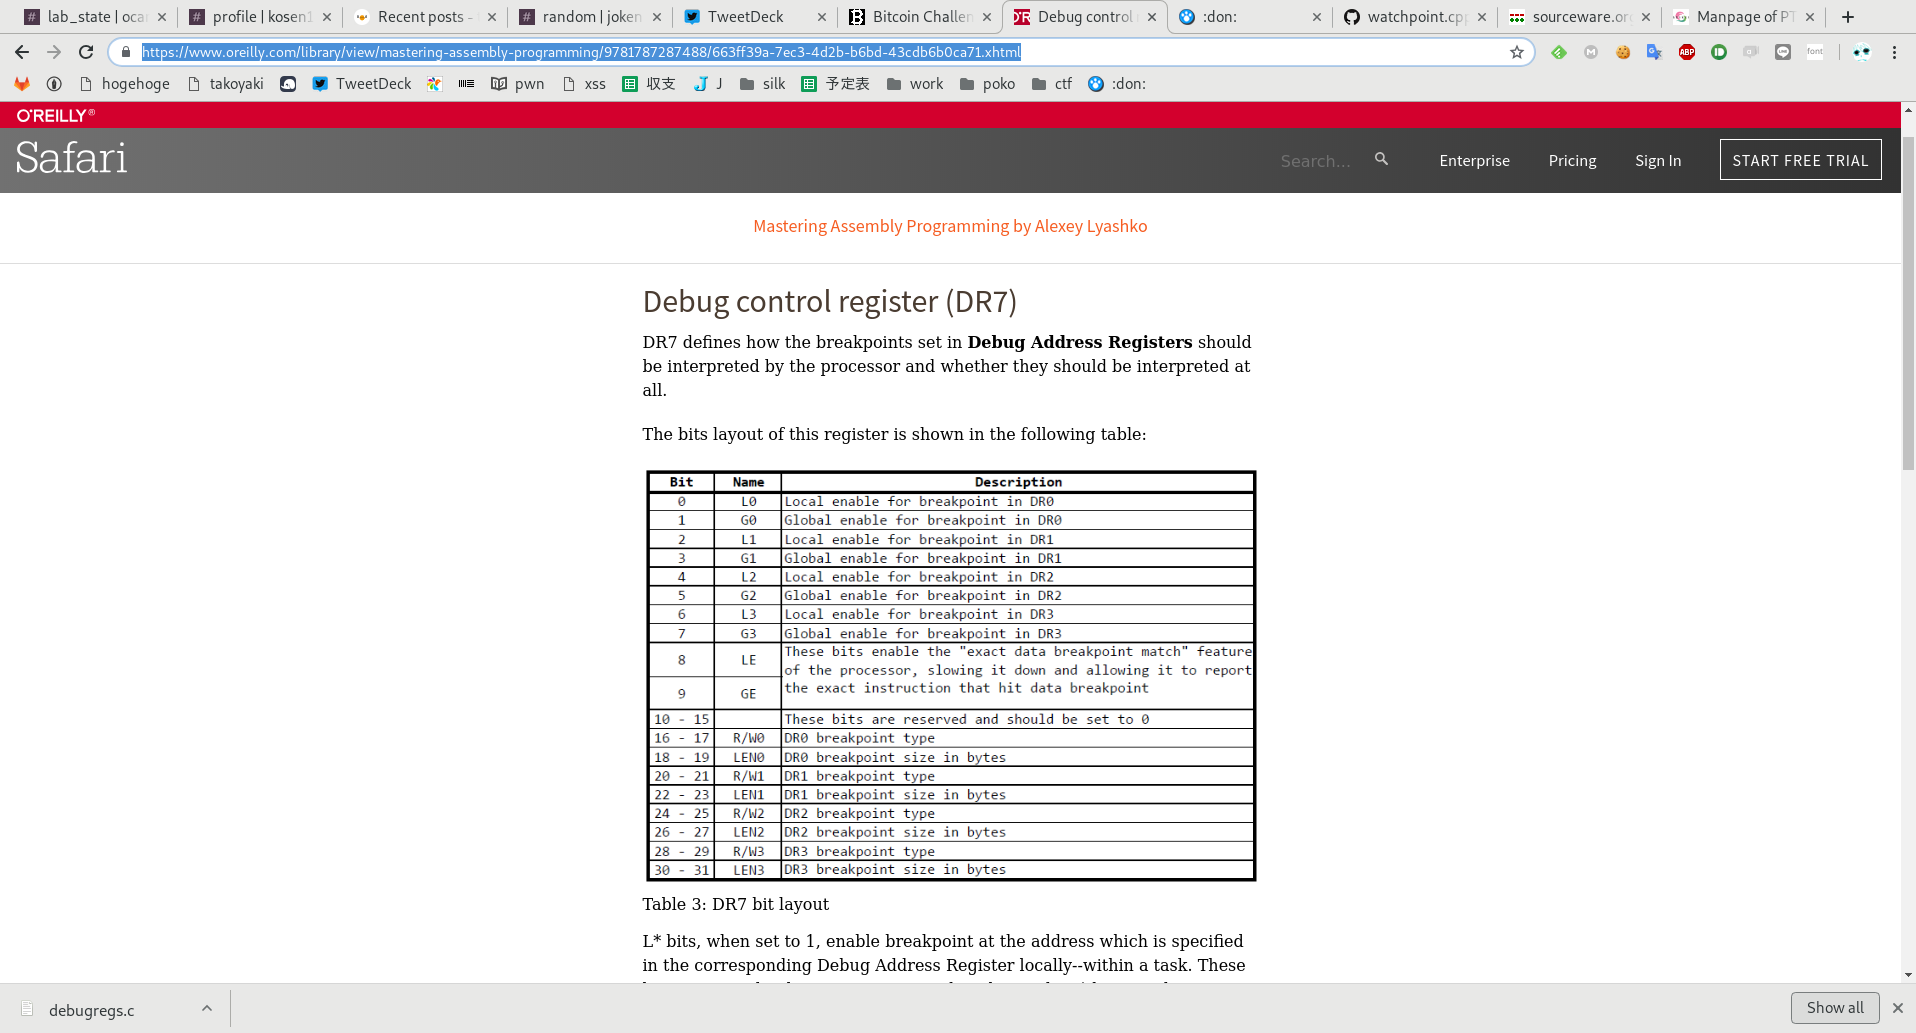 lab_state | oca
profile | kosen1
Recent posts -
random | joken
TweetDeck
Bitcoin Challen
Debug control
:don:
watchpoint.cpp
sourceware.or
Manpage of PT
https://www.oreilly.com/library/view/mastering-assembly-programming/9781787287488/663ff39a-7ec3-4d2b-b6bd-43cdb6b0ca71.xhtml
hogehoge takoyaki TweetDeck pwn xss 収支 J silk 予定表 work poko ctf :don:
O'REILLY®
Safari
Search... Enterprise Pricing Sign In START FREE TRIAL
Mastering Assembly Programming by Alexey Lyashko
Debug control register (DR7)
DR7 defines how the breakpoints set in Debug Address Registers should
be interpreted by the processor and whether they should be interpreted at
all.
The bits layout of this register is shown in the following table:
Bit Name Description
0 L0 Local enable for breakpoint in DR0
1 G0 Global enable for breakpoint in DR0
2 L1 Local enable for breakpoint in DR1
3 G1 Global enable for breakpoint in DR1
4 L2 Local enable for breakpoint in DR2
5 G2 Global enable for breakpoint in DR2
6 L3 Local enable for breakpoint in DR3
7 G3 Global enable for breakpoint in DR3
8 LE These bits enable the "exact data breakpoint match" feature
of the processor, slowing it down and allowing it to report
9 GE the exact instruction that hit data breakpoint
10 - 15 These bits are reserved and should be set to 0
16 - 17 R/W0 DR0 breakpoint type
18 - 19 LEN0 DR0 breakpoint size in bytes
20 - 21 R/W1 DR1 breakpoint type
22 - 23 LEN1 DR1 breakpoint size in bytes
24 - 25 R/W2 DR2 breakpoint type
26 - 27 LEN2 DR2 breakpoint size in bytes
28 - 29 R/W3 DR3 breakpoint type
30 - 31 LEN3 DR3 breakpoint size in bytes
Table 3: DR7 bit layout
L* bits, when set to 1, enable breakpoint at the address which is specified
in the corresponding Debug Address Register locally--within a task. These
debugregs.c
Show all